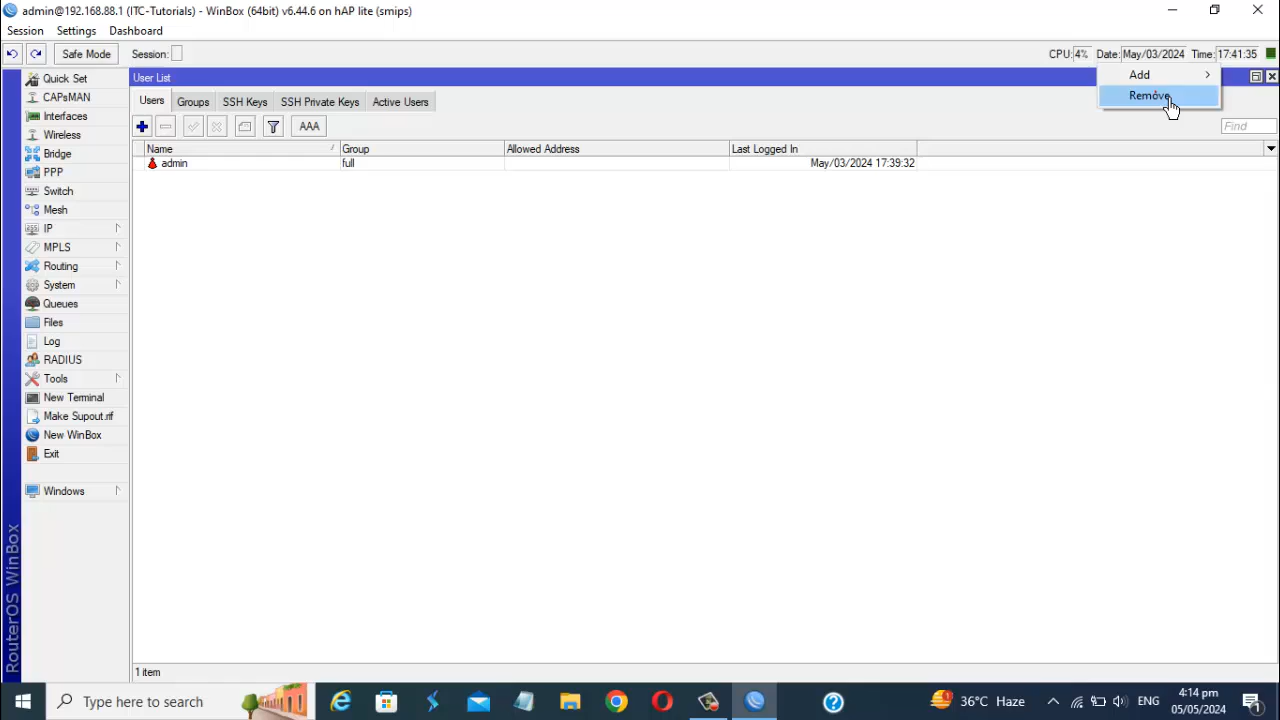 admin@192.168.88.1 (ITC-Tutorials) - WinBox (64bit) v6.44.6 on hAP lite (smips)
Session Settings Dashboard
Safe Mode Session: CPU: 4% Date: May/03/2024 Time: 17:41:35
User List
Add
Remove
Users Groups SSH Keys SSH Private Keys Active Users
AAA Find
Name Group Allowed Address Last Logged In
admin full May/03/2024 17:39:32
Quick Set
CAPsMAN
Interfaces
Wireless
Bridge
PPP
Switch
Mesh
IP
MPLS
Routing
System
Queues
Files
Log
RADIUS
Tools
New Terminal
Make Supout.rif
New WinBox
Exit
Windows
RouterOS WinBox
1 item
Type here to search
36°C Haze
ENG
4:14 pm
05/05/2024
1